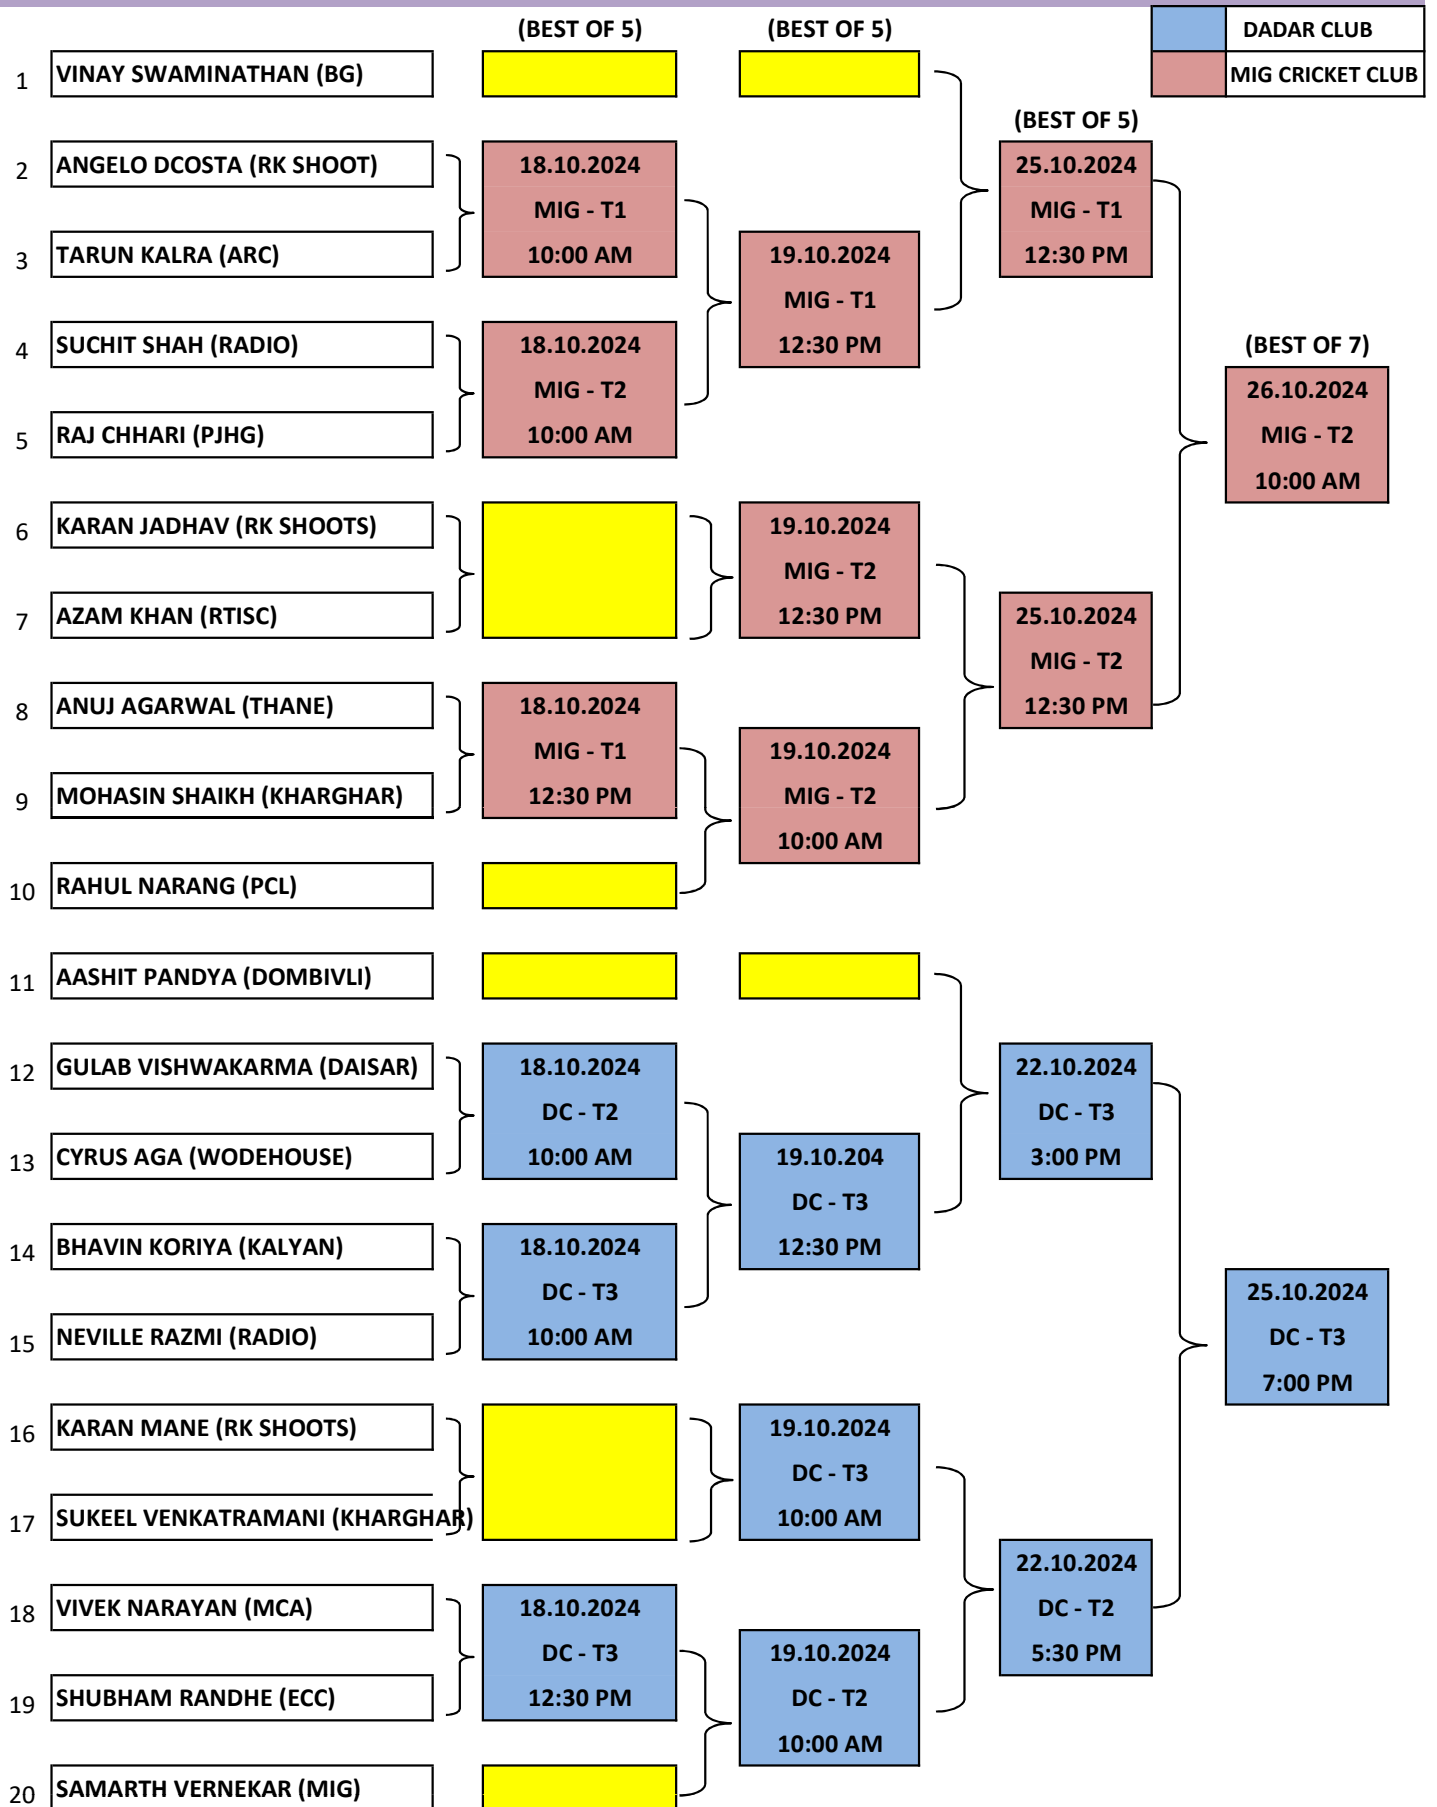 (BEST OF 5) (BEST OF 5) DADAR CLUB
1 VINAY SWAMINATHAN (BG) MIG CRICKET CLUB
(BEST OF 5)
2 ANGELO DCOSTA (RK SHOOT) 18.10.2024 25.10.2024
MIG - T1 MIG - T1
3 TARUN KALRA (ARC) 10:00 AM 19.10.2024 12:30 PM
MIG - T1
4 SUCHIT SHAH (RADIO) 18.10.2024 12:30 PM (BEST OF 7)
MIG - T2 26.10.2024
5 RAJ CHHARI (PJHG) 10:00 AM MIG - T2
10:00 AM
6 KARAN JADHAV (RK SHOOTS) 19.10.2024
MIG - T2
7 AZAM KHAN (RTISC) 12:30 PM 25.10.2024
MIG - T2
8 ANUJ AGARWAL (THANE) 18.10.2024 12:30 PM
MIG - T1 19.10.2024
9 MOHASIN SHAIKH (KHARGHAR) 12:30 PM MIG - T2
10:00 AM
10 RAHUL NARANG (PCL)
11 AASHIT PANDYA (DOMBIVLI)
12 GULAB VISHWAKARMA (DAISAR) 18.10.2024 22.10.2024
DC - T2 DC - T3
13 CYRUS AGA (WODEHOUSE) 10:00 AM 19.10.204 3:00 PM
DC - T3
14 BHAVIN KORIYA (KALYAN) 18.10.2024 12:30 PM
DC - T3 25.10.2024
15 NEVILLE RAZMI (RADIO) 10:00 AM DC - T3
7:00 PM
16 KARAN MANE (RK SHOOTS) 19.10.2024
DC - T3
17 SUKEEL VENKATRAMANI (KHARGHAR) 10:00 AM
22.10.2024
18 VIVEK NARAYAN (MCA) 18.10.2024 DC - T2
DC - T3 19.10.2024 5:30 PM
19 SHUBHAM RANDHE (ECC) 12:30 PM DC - T2
10:00 AM
20 SAMARTH VERNEKAR (MIG)